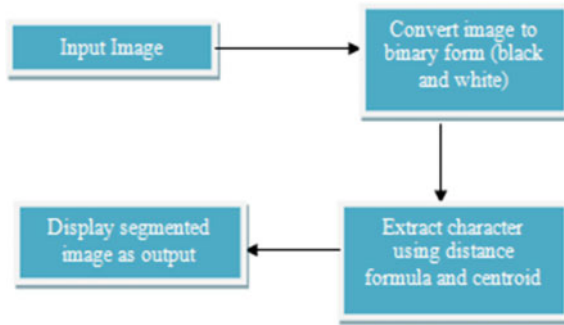 Input Image
Convert image to
binary form (black
and white)
Extract character
using distance
formula and centroid
Display segmented
image as output